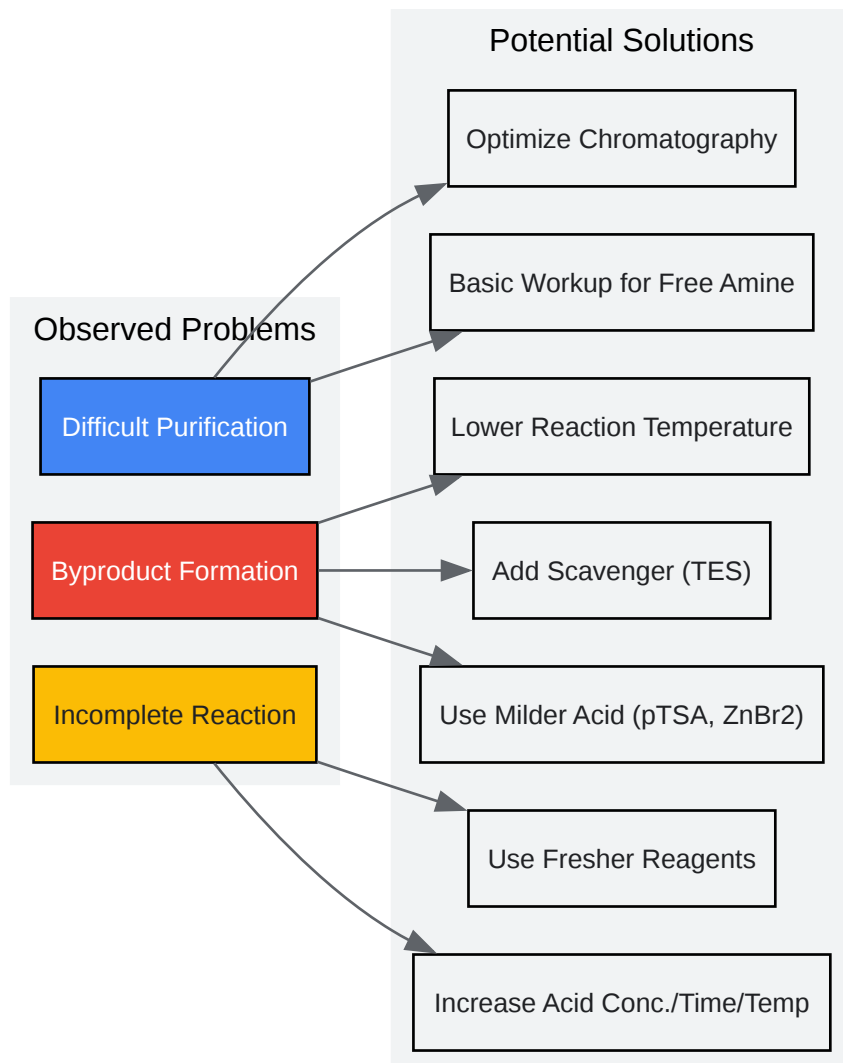 Potential Solutions
Optimize Chromatography
Basic Workup for Free Amine
Observed Problems
Difficult Purification
Lower Reaction Temperature
Byproduct Formation
Add Scavenger (TES)
Incomplete Reaction
Use Milder Acid (pTSA, ZnBr2)
Use Fresher Reagents
Increase Acid Conc./Time/Temp